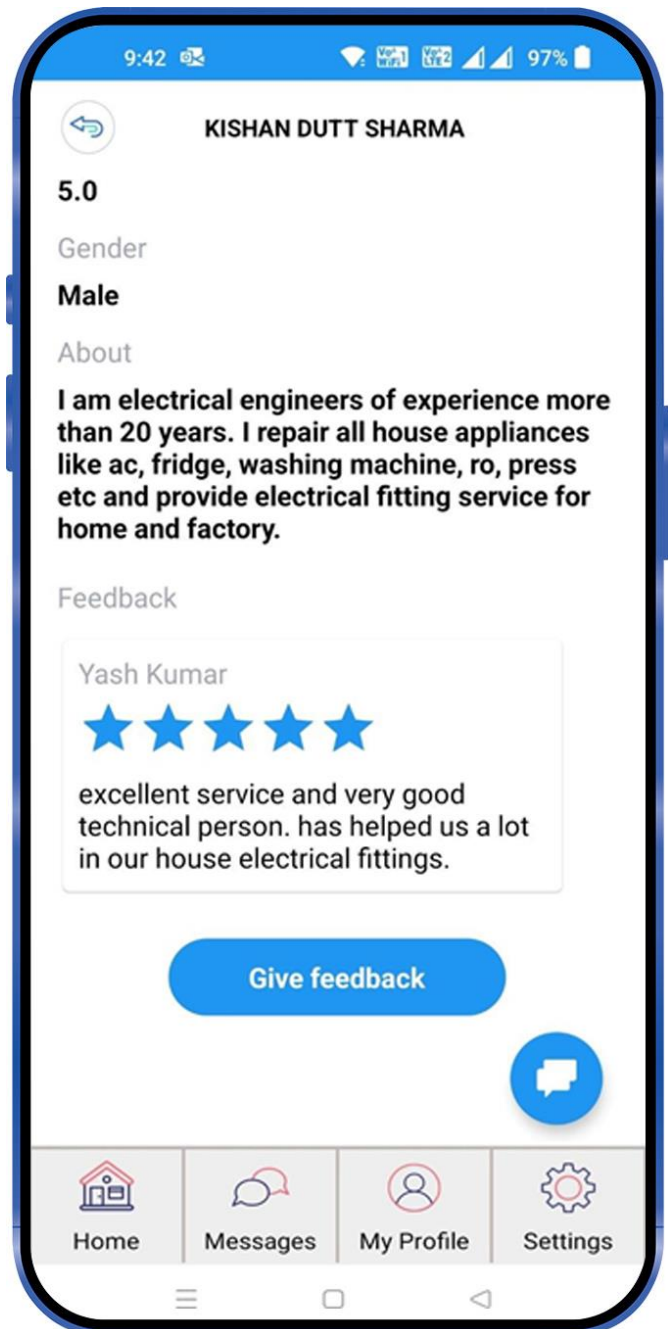 9:42 97%
KISHAN DUTT SHARMA
5.0
Gender
Male
About
I am electrical engineers of experience more
than 20 years. I repair all house appliances
like ac, fridge, washing machine, ro, press
etc and provide electrical fitting service for
home and factory.
Feedback
Yash Kumar
excellent service and very good
technical person. has helped us a lot
in our house electrical fittings.
Give feedback
Home Messages My Profile Settings